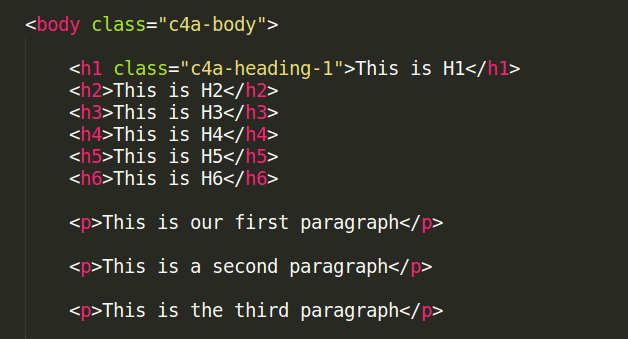 <body class="c4a-body">
<h1 class="c4a-heading-1">This is H1</h1>
<h2>This is H2</h2>
<h3>This is H3</h3>
<h4>This is H4</h4>
<h5>This is H5</h5>
<h6>This is H6</h6>
<p>This is our first paragraph</p>
<p>This is a second paragraph</p>
<p>This is the third paragraph</p>